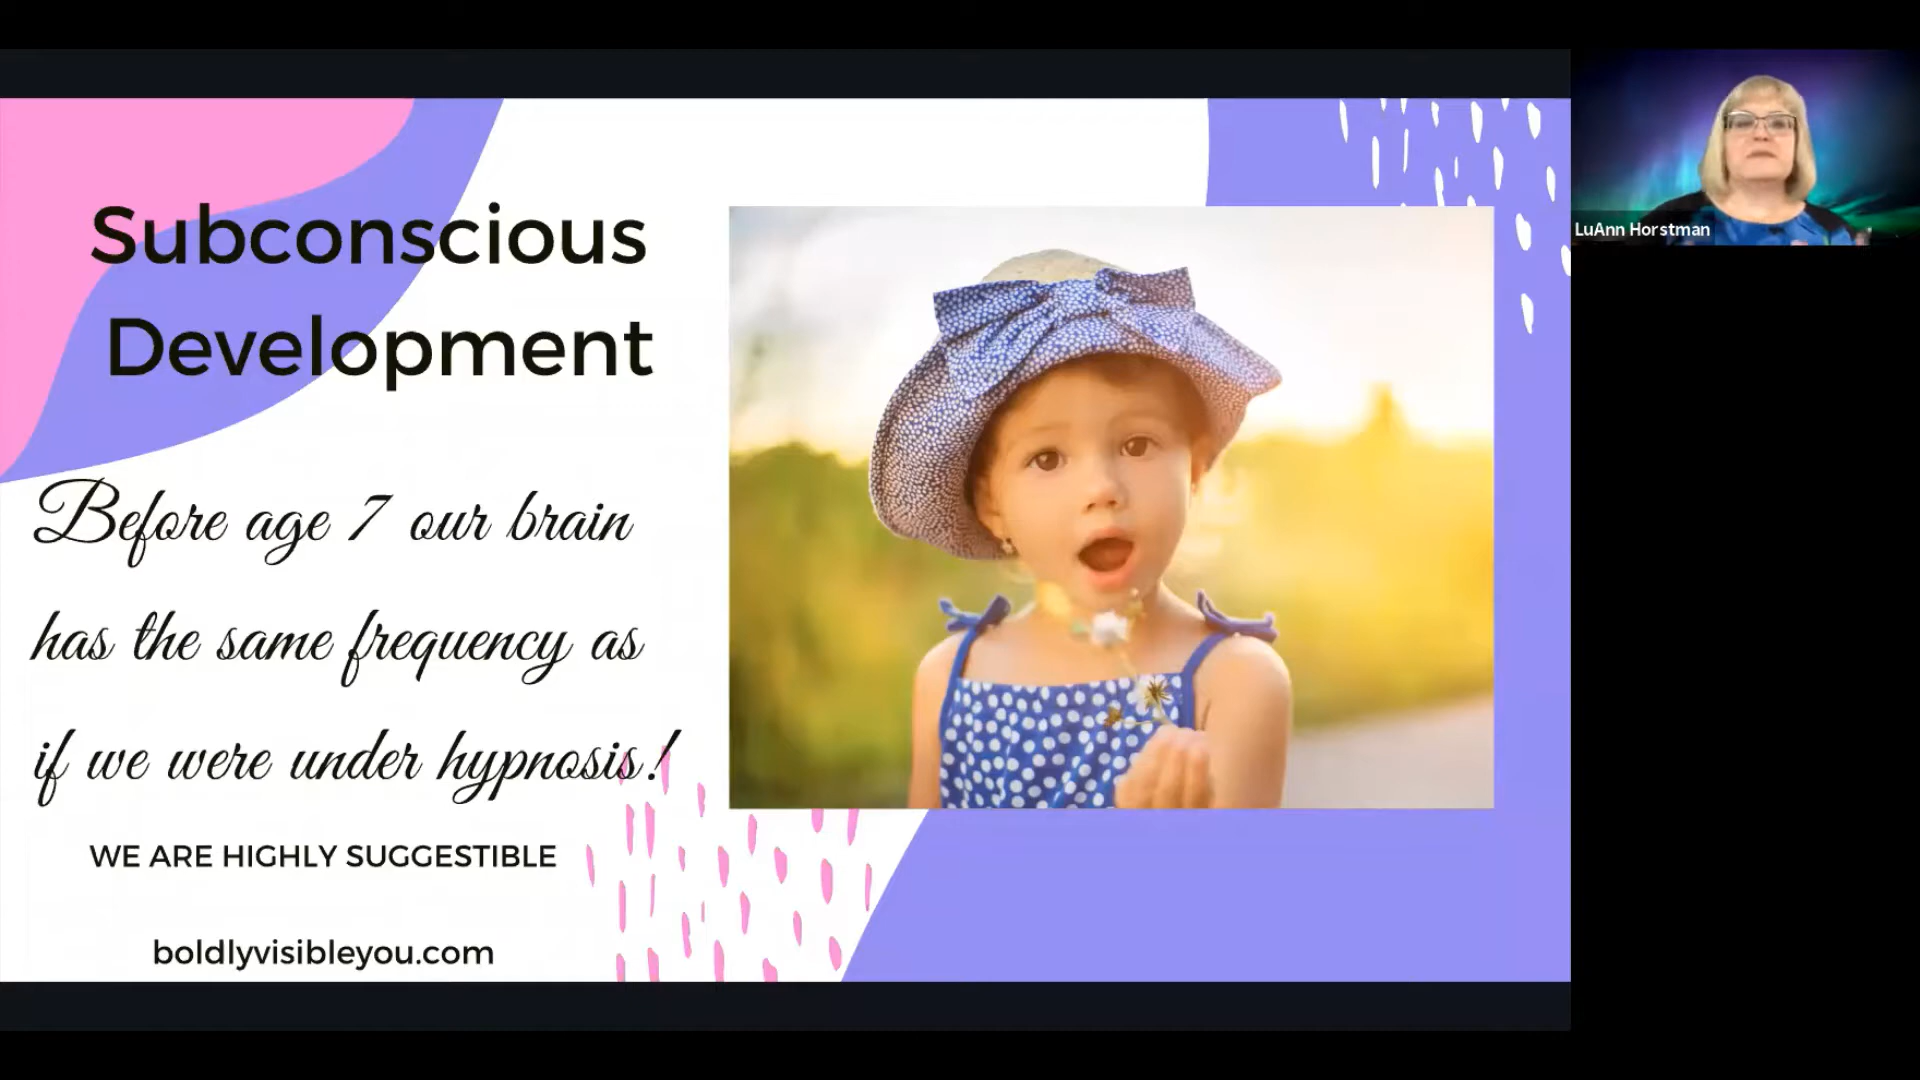 Subconscious
Development
Before age 7 our brain
has the same frequency as
if we were under hypnosis!
WE ARE HIGHLY SUGGESTIBLE
boldlyvisibleyou.com
LuAnn Horstman